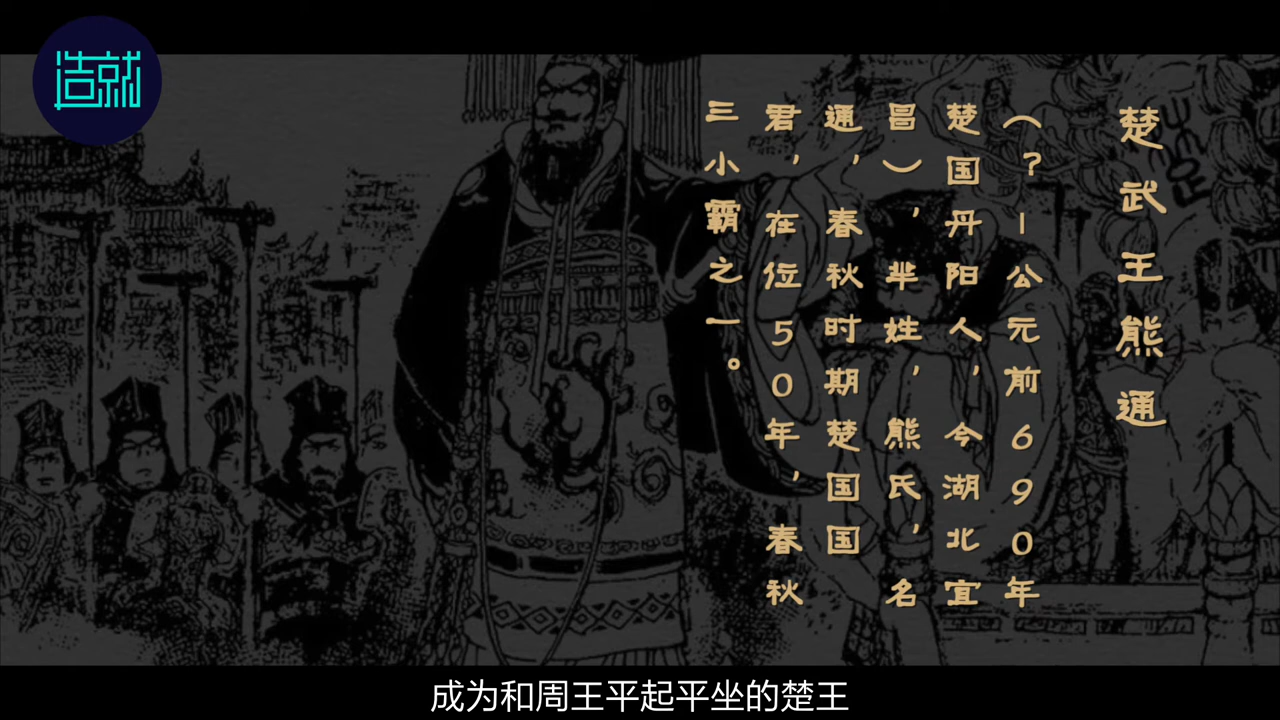 造就
楚武王熊通
（？－公元前690年
楚国丹阳人，今湖北宜
昌），芈姓，熊氏，名
通，春秋时期楚国国
君，在位50年，春秋
三小霸之一。
成为和周王平起平坐的楚王